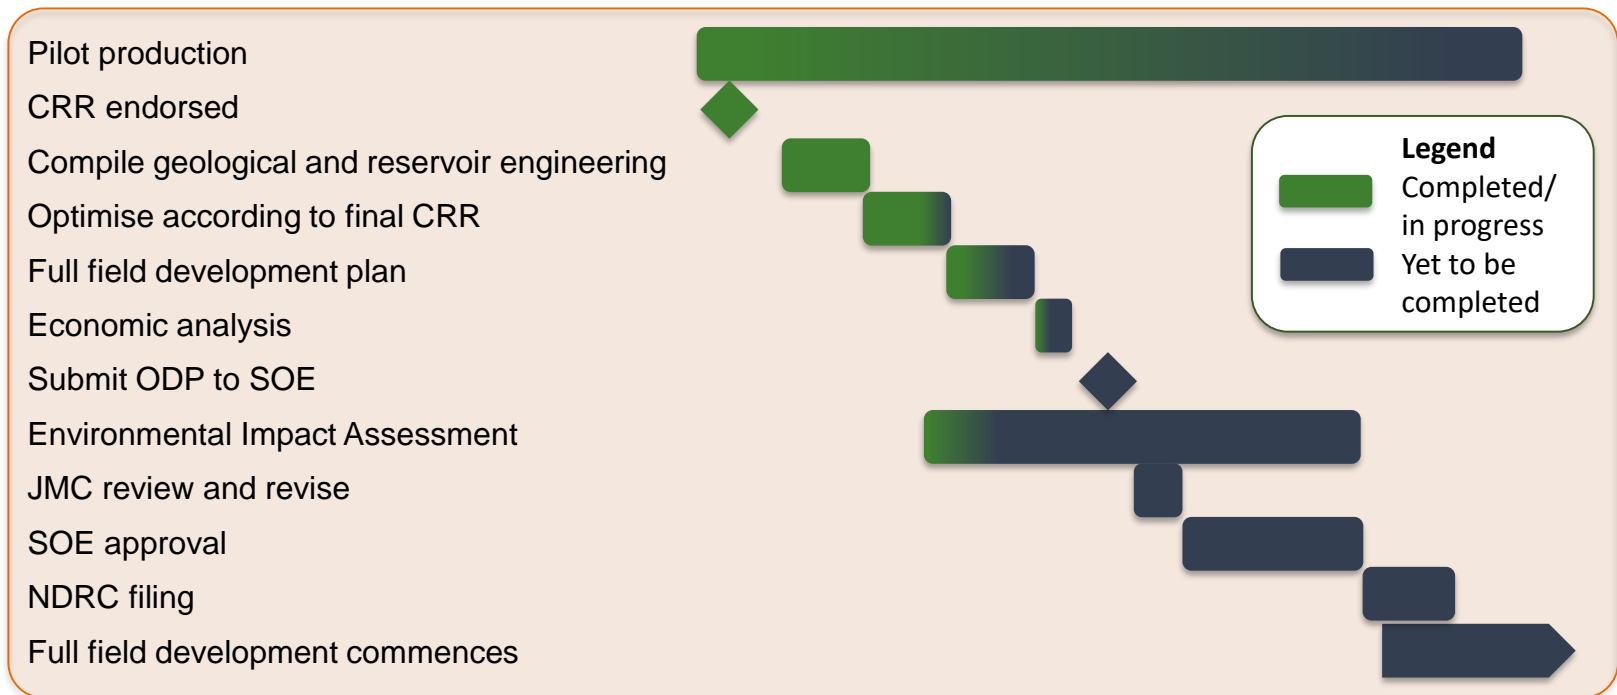 Pilot production
CRR endorsed
Compile geological and reservoir engineering
Optimise according to final CRR
Full field development plan
Economic analysis
Submit ODP to SOE
Environmental Impact Assessment
JMC review and revise
SOE approval
NDRC filing
Full field development commences
Legend
Completed/
in progress
Yet to be
completed